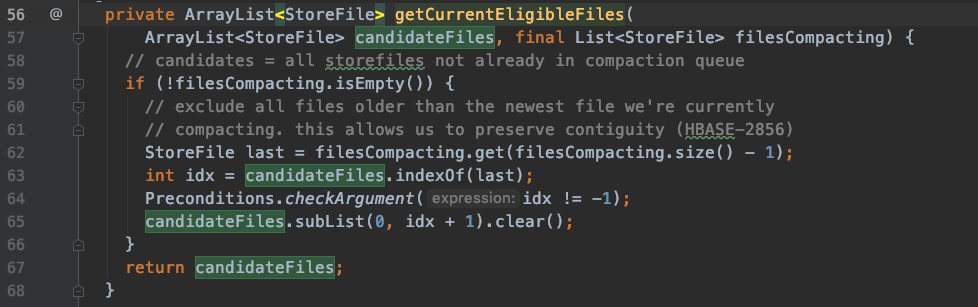 56 @ private ArrayList<StoreFile> getCurrentEligibleFiles(
57 ArrayList<StoreFile> candidateFiles, final List<StoreFile> filesCompacting) {
58 // candidates = all storefiles not already in compaction queue
59 if (!filesCompacting.isEmpty()) {
60 // exclude all files older than the newest file we're currently
61 // compacting. this allows us to preserve contiguity (HBASE-2856)
62 StoreFile last = filesCompacting.get(filesCompacting.size() - 1);
63 int idx = candidateFiles.indexOf(last);
64 Preconditions.checkArgument( expression: idx != -1);
65 candidateFiles.subList(0, idx + 1).clear();
66 }
67 return candidateFiles;
68 }